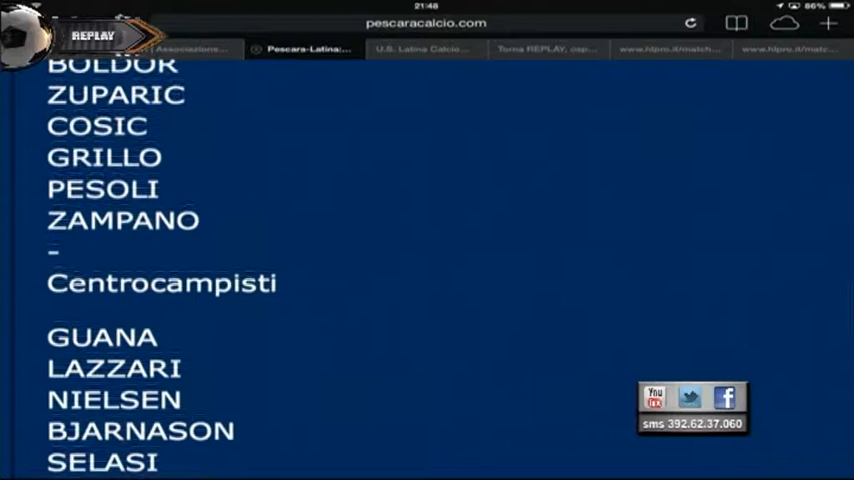 21:48
86%
REPLAY
pescaracalcio.com
Associazions...
Pescara-Latina:...
U.S. Latina Calcio...
Torna REPLAY, osp...
www.hlpro.it/match...
www.hlpro.it/matc...
BOLDOR
ZUPARIC
COSIC
GRILLO
PESOLI
ZAMPANO
-
Centrocampisti
GUANA
LAZZARI
NIELSEN
BJARNASON
SELASI
You
sms 392.62.37.060